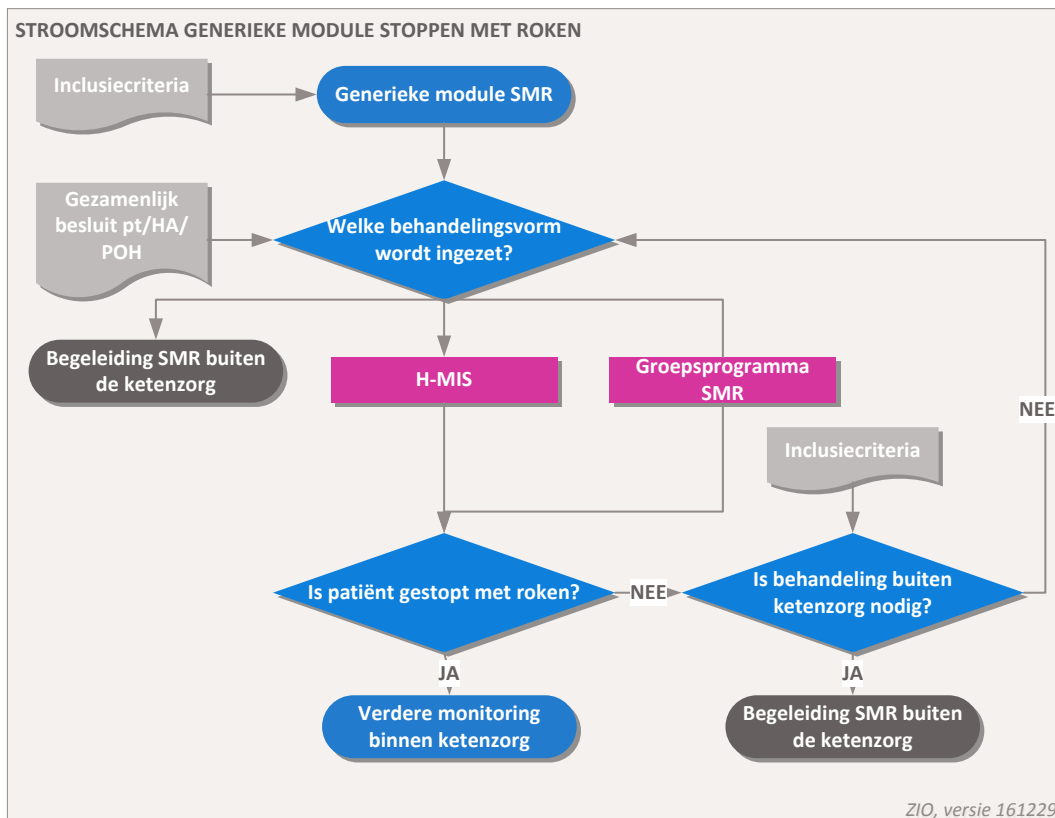 STROOMSCHEMA GENERIEKE MODULE STOPPEN MET ROKEN
Inclusiecriteria
Generieke module SMR
Gezamenlijk
besluit pt/HA/
POH
Welke behandelingsvorm
wordt ingezet?
Begeleiding SMR buiten
de ketenzorg
H-MIS
Groepsprogramma
SMR
NEE
Inclusiecriteria
Is patiënt gestopt met roken?
NEE
Is behandeling buiten
ketenzorg nodig?
JA
JA
Verdere monitoring
binnen ketenzorg
Begeleiding SMR buiten
de ketenzorg
ZIO, versie 161229